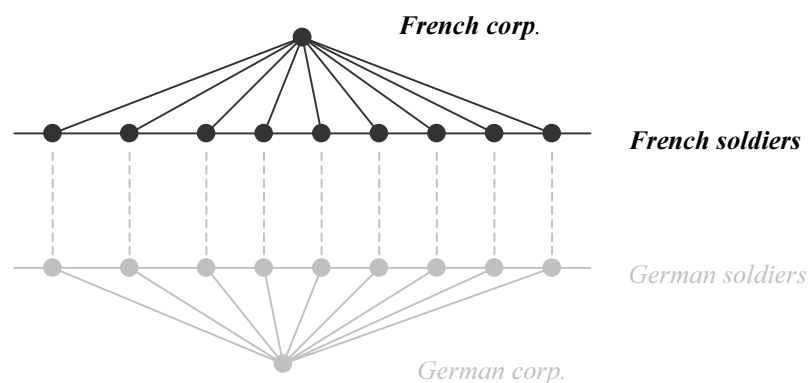 French corp.
French soldiers
German soldiers
German corp.